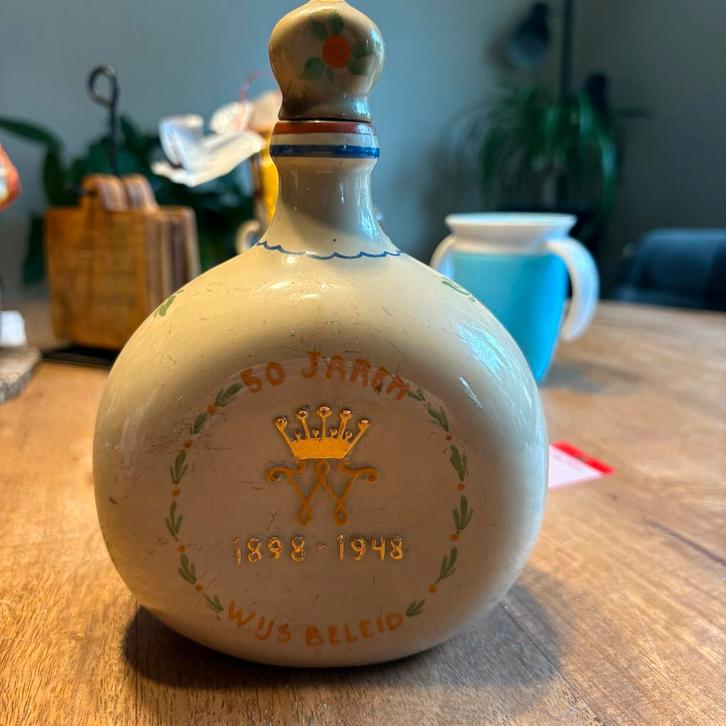 50 JAREN
W
1898 - 1948
WIJS BELEID